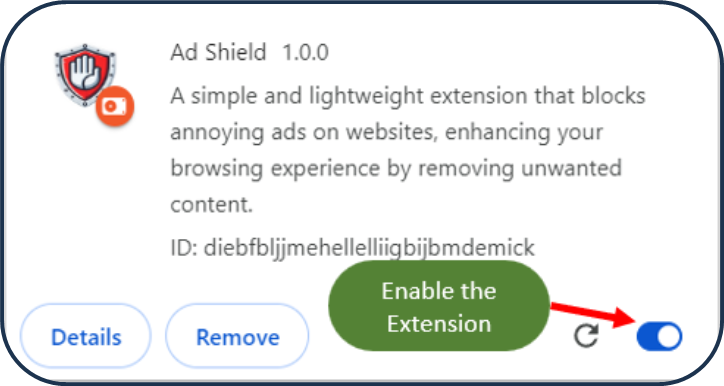 Ad Shield 1.0.0
A simple and lightweight extension that blocks
annoying ads on websites, enhancing your
browsing experience by removing unwanted
content.
ID: diebfbljjmehellelliigbijbmdemick
Enable the
Extension
Details
Remove